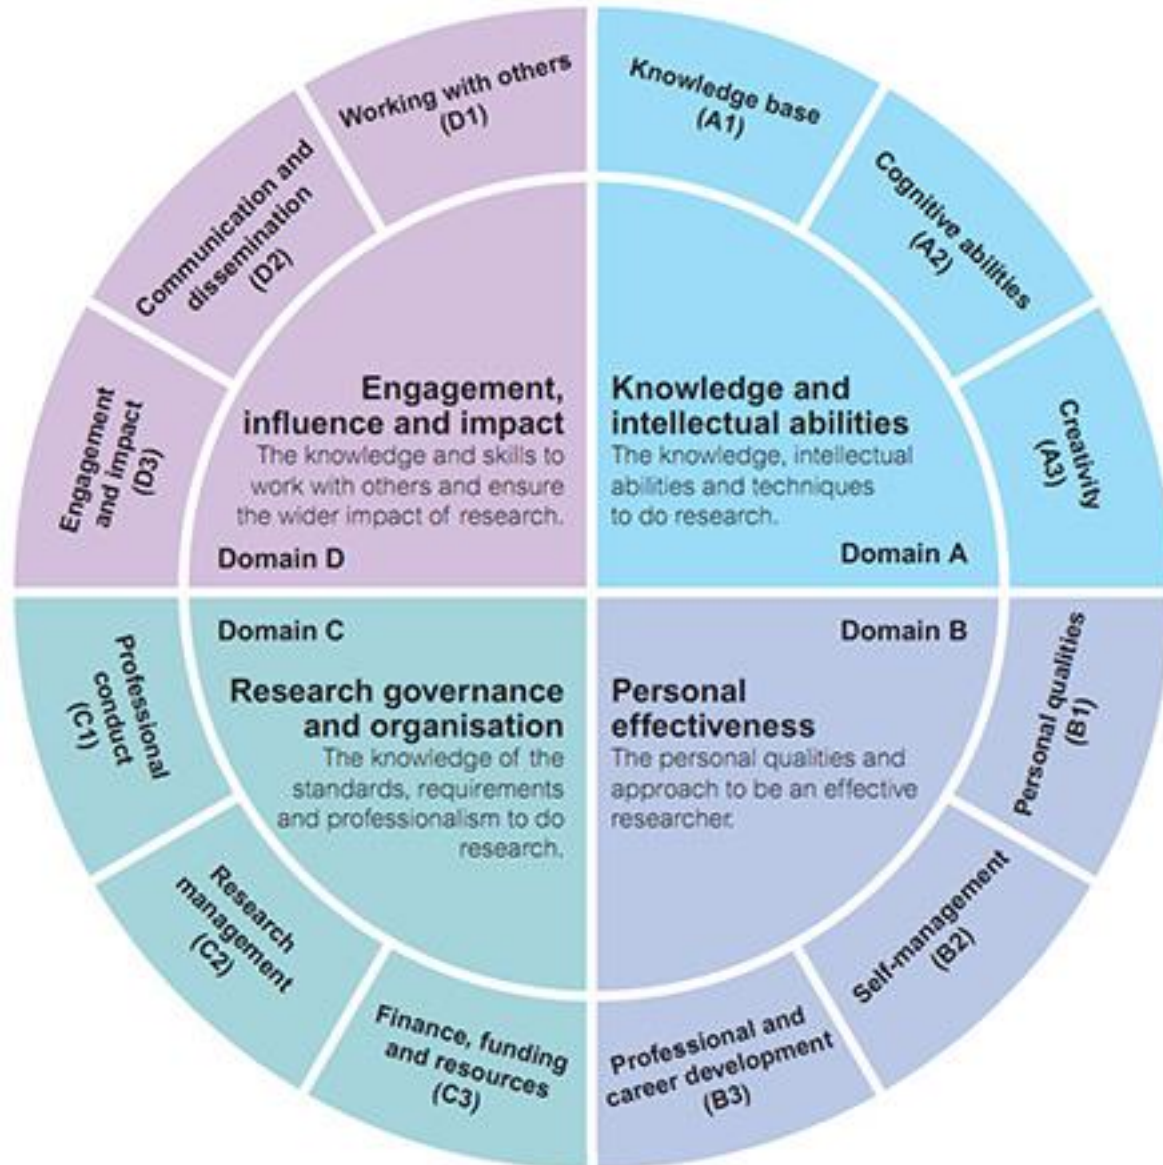 Working with others
(D1)
Knowledge base
(A1)
Communication and
dissemination
(D2)
Cognitive abilities
(A2)
Engagement
and impact
(D3)
Creativity
(A3)
Engagement,
influence and impact
The knowledge and skills to
work with others and ensure
the wider impact of research.
Domain D
Knowledge and
intellectual abilities
The knowledge, intellectual
abilities and techniques
to do research.
Domain A
Domain C
Research governance
and organisation
The knowledge of the
standards, requirements
and professionalism to do
research.
Domain B
Personal
effectiveness
The personal qualities and
approach to be an effective
researcher.
Professional
conduct
(C1)
Personal qualities
(B1)
Research
management
(C2)
Self-management
(B2)
Finance, funding
and resources
(C3)
Professional and
career development
(B3)